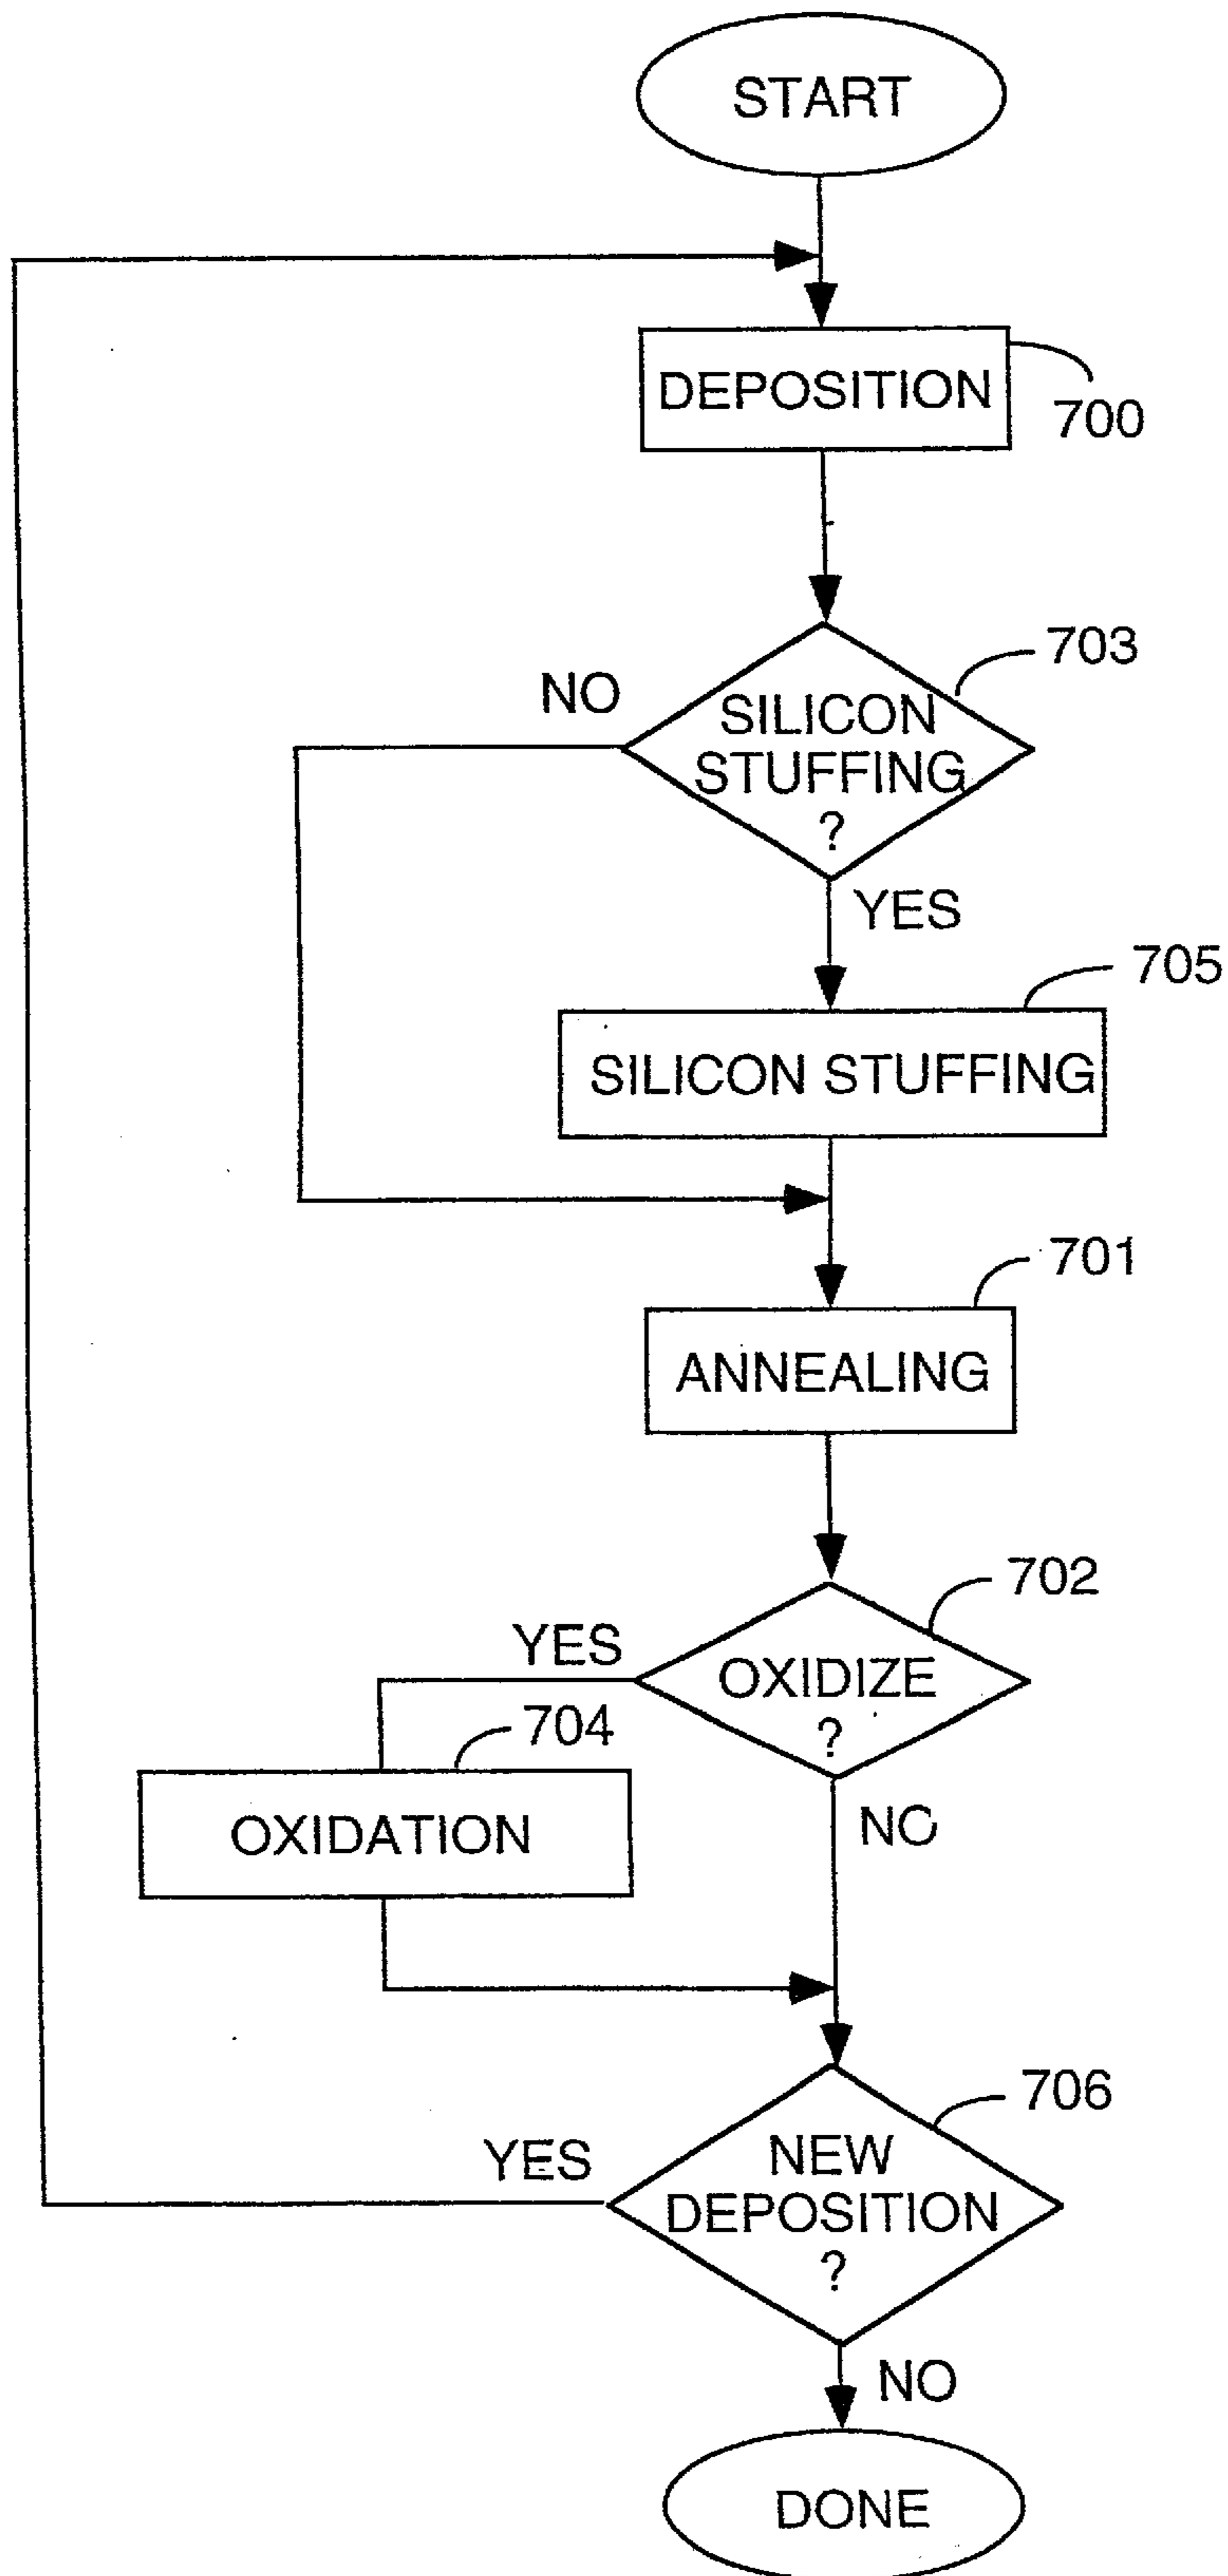 START
DEPOSITION
700
703
NO
SILICON
STUFFING
?
YES
705
SILICON STUFFING
701
ANNEALING
702
YES
OXIDIZE
?
704
OXIDATION
NO
706
YES
NEW
DEPOSITION
?
NO
DONE